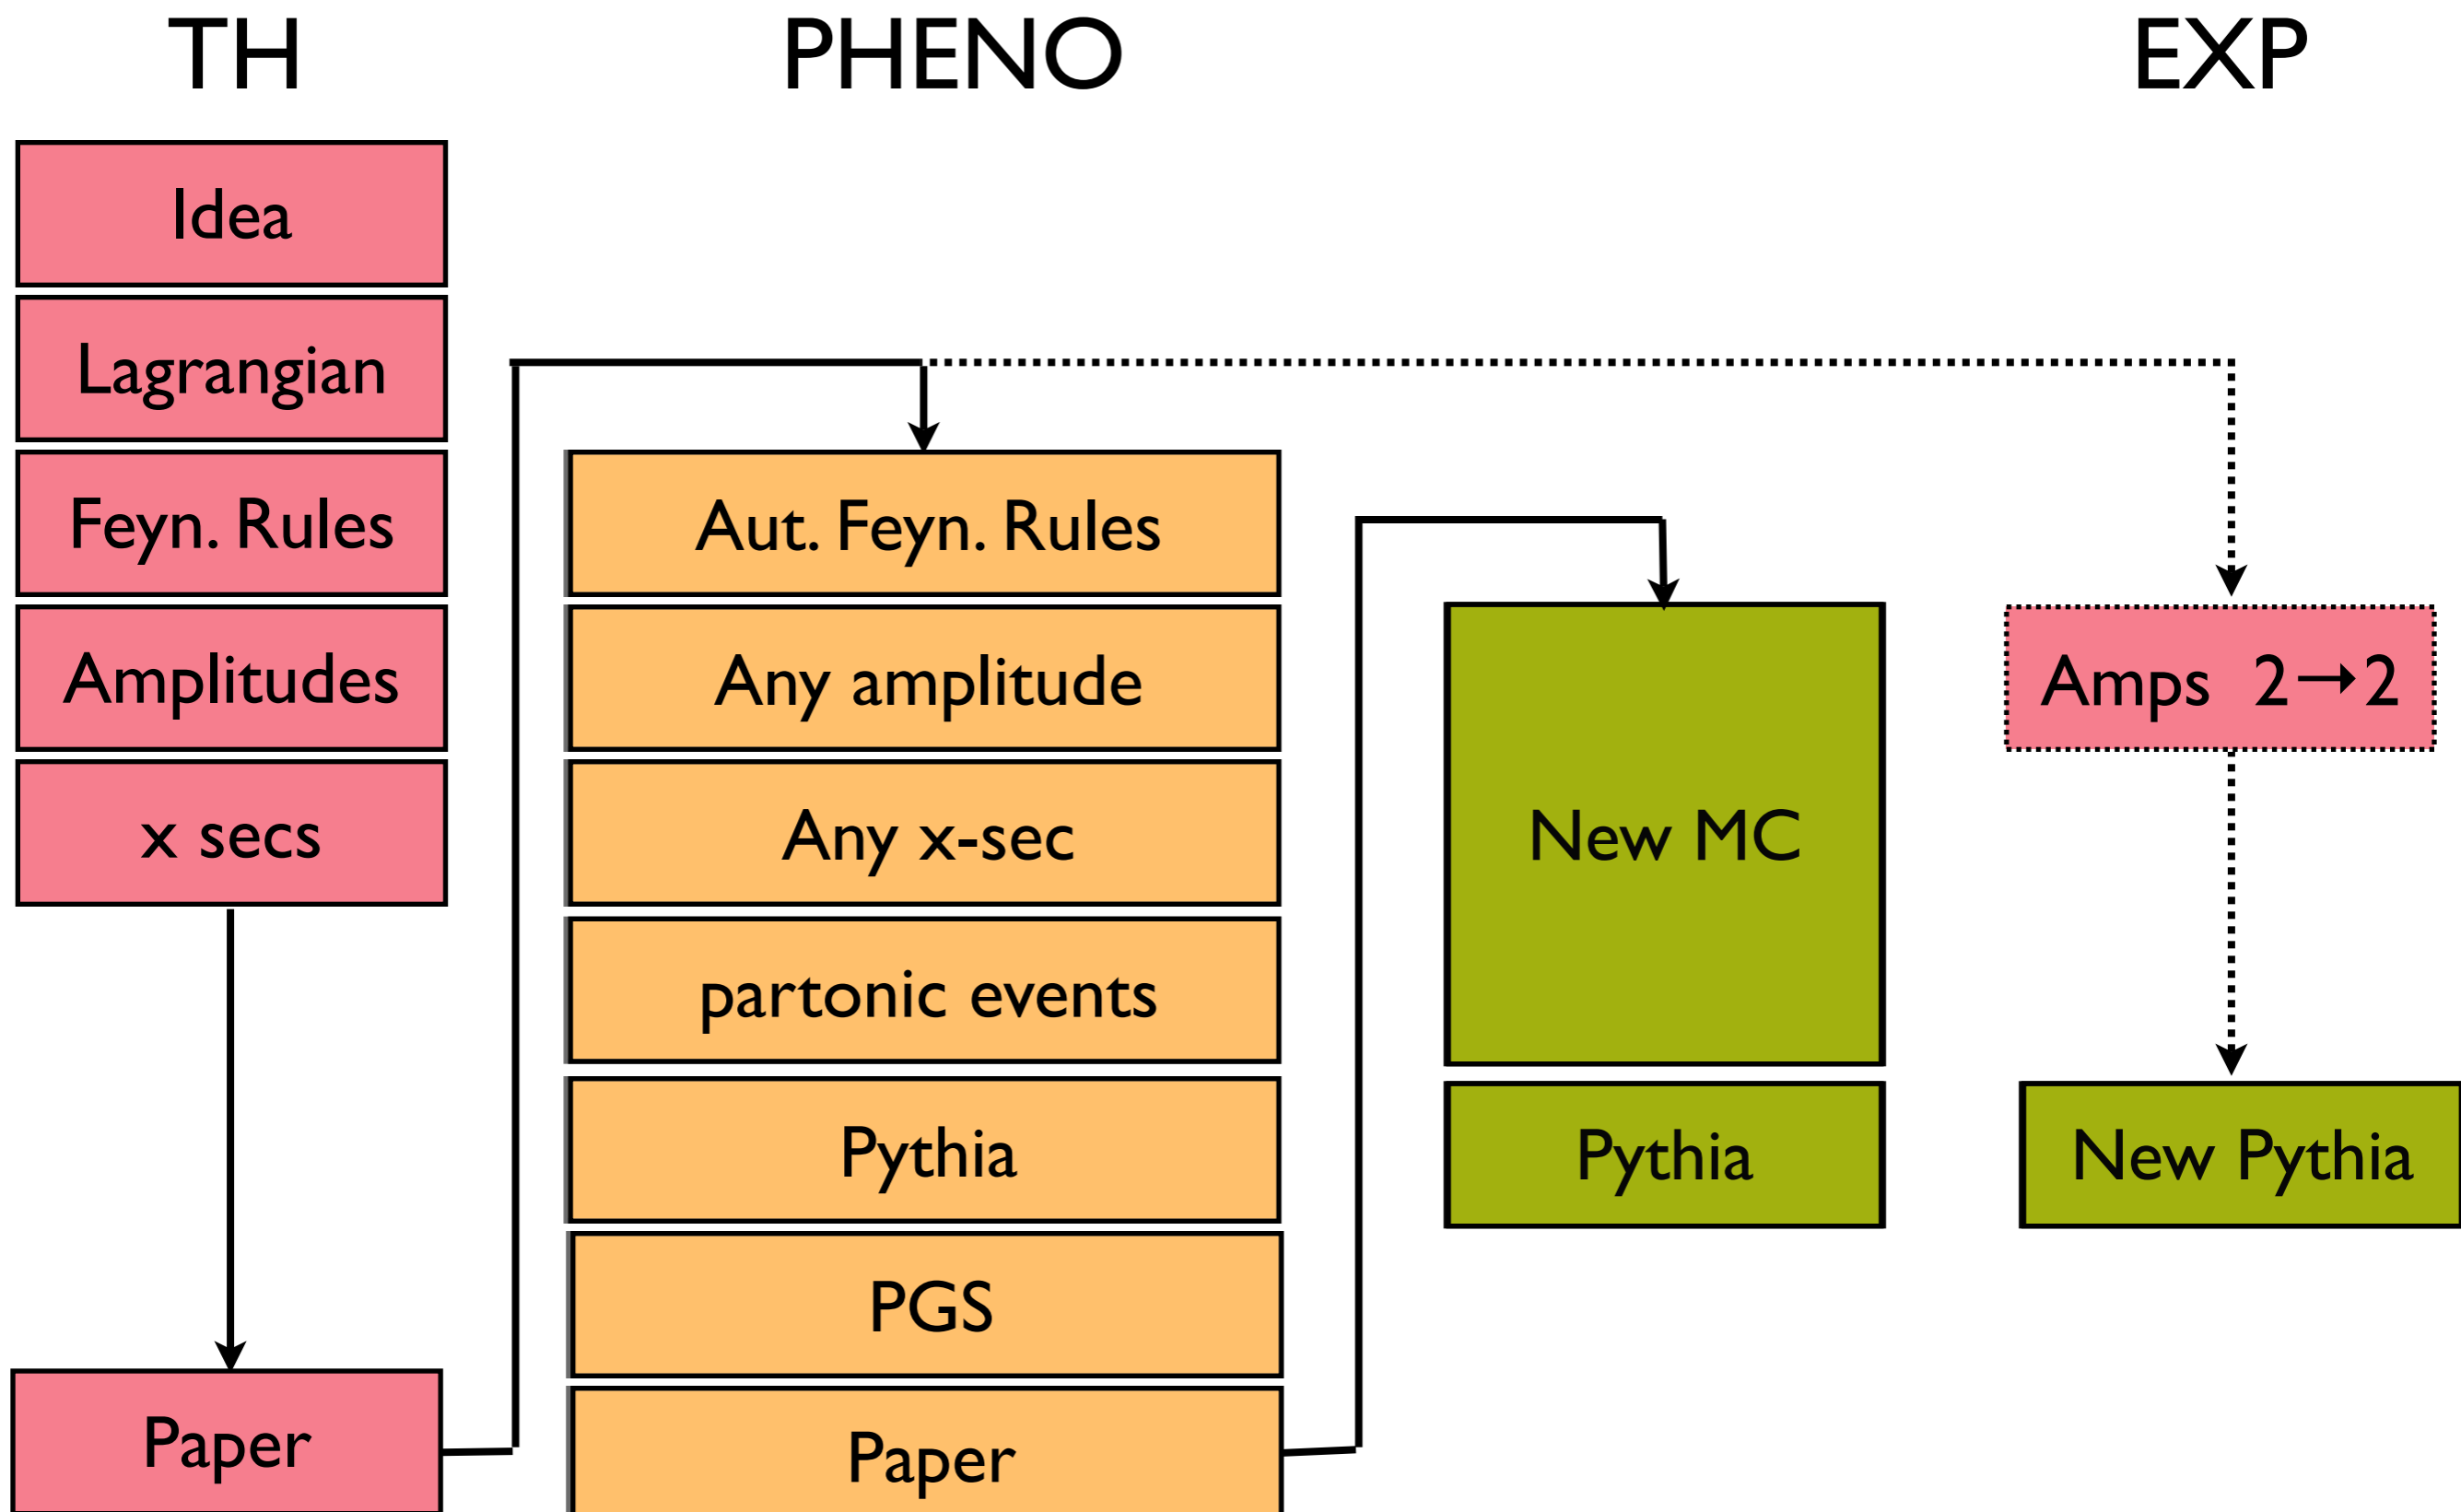 TH
PHENO
EXP
Idea
Lagrangian
Feyn. Rules
Amplitudes
x secs
Paper
Aut. Feyn. Rules
Any amplitude
Any x-sec
partonic events
Pythia
PGS
Paper
New MC
Pythia
Amps 2→2
New Pythia